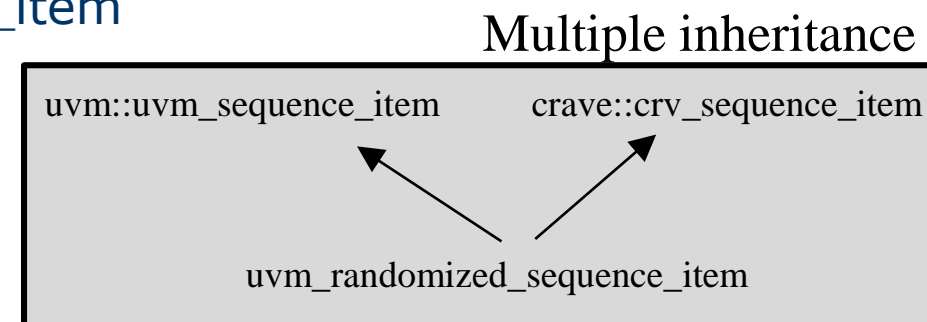 _item
Multiple inheritance
uvm::uvm_sequence_item crave::crv_sequence_item
uvm_randomized_sequence_item